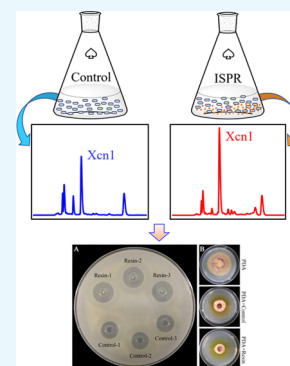 Control
ISPR
Xcn1
Xcn1
A
Resin-1
Resin-2
Resin-3
Control-1
Control-2
Control-3
B
PDA
PDA+Control
PDA+Resin